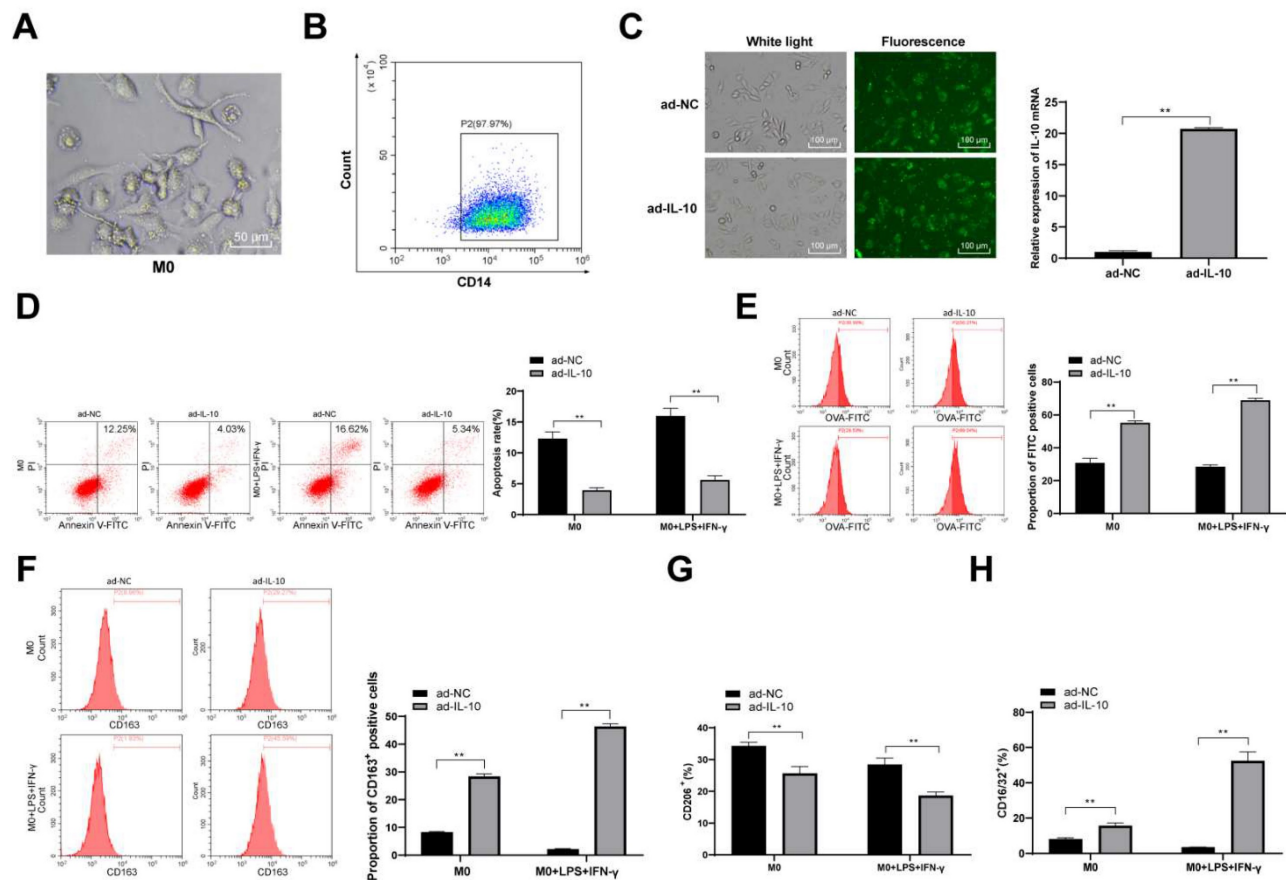 A
50 μm
M0
B
(x 10⁴)
Count
100
50
0
P2(97.97%)
10² 10³ 10⁴ 10⁵ 10⁶
CD14
C
White light
Fluorescence
ad-NC
100 μm
100 μm
ad-IL-10
100 μm
100 μm
Relative expression of IL-10 mRNA
25
20
15
10
5
0
**
ad-NC
ad-IL-10
D
ad-NC
ad-IL-10
ad-NC
ad-IL-10
12.25%
4.03%
16.62%
5.34%
M0
PI
PI
M0+LPS+IFN-γ
PI
PI
Annexin V-FITC
Annexin V-FITC
Annexin V-FITC
Annexin V-FITC
ad-NC
ad-IL-10
Apoptosis rate(%)
20
15
10
5
0
**
**
M0
M0+LPS+IFN-γ
E
ad-NC
ad-IL-10
M0
Count
Count
OVA-FITC
OVA-FITC
M0+LPS+IFN-γ
Count
Count
OVA-FITC
OVA-FITC
ad-NC
ad-IL-10
Proportion of FITC positive cells
80
60
40
20
0
**
**
M0
M0+LPS+IFN-γ
F
ad-NC
ad-IL-10
M0
Count
Count
CD163
CD163
M0+LPS+IFN-γ
Count
Count
CD163
CD163
ad-NC
ad-IL-10
Proportion of CD163⁺ positive cells
50
40
30
20
10
0
**
**
M0
M0+LPS+IFN-γ
G
ad-NC
ad-IL-10
CD206 ⁺ (%)
40
30
20
10
0
**
**
M0
M0+LPS+IFN-γ
H
ad-NC
ad-IL-10
CD16/32⁺(%)
80
60
40
20
0
**
**
M0
M0+LPS+IFN-γ